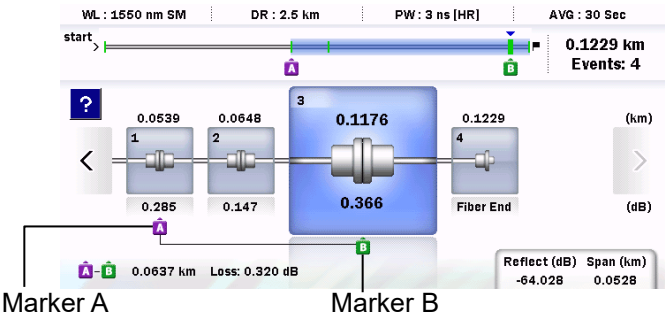 WL : 1550 nm SM DR : 2.5 km PW : 3 ns [HR] AVG : 30 Sec
start
0.1229 km
Events: 4
A B
?
0.0539 0.0648 0.1176 0.1229 (km)
1 2 3 4
0.285 0.147 0.366 Fiber End (dB)
A B
A-B 0.0637 km Loss: 0.320 dB
Reflect (dB) Span (km)
-64.028 0.0528
Marker A Marker B